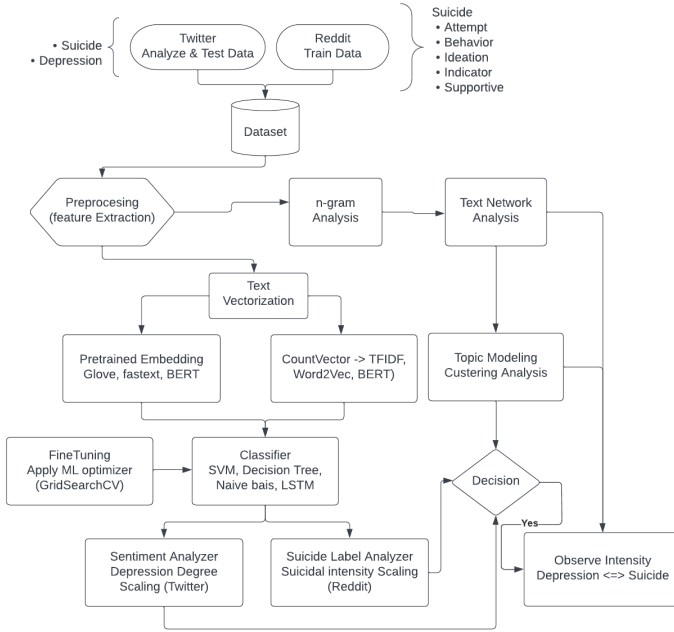 • Suicide
• Depression
Twitter
Analyze & Test Data
Reddit
Train Data
Suicide
• Attempt
• Behavior
• Ideation
• Indicator
• Supportive
Dataset
Preprocesing
(feature Extraction)
n-gram
Analysis
Text Network
Analysis
Text
Vectorization
Pretrained Embedding
Glove, fastext, BERT
CountVector -> TFIDF,
Word2Vec, BERT)
Topic Modeling
Custering Analysis
FineTuning
Apply ML optimizer
(GridSearchCV)
Classifier
SVM, Decision Tree,
Naive bais, LSTM
Decision
Yes
Sentiment Analyzer
Depression Degree
Scaling (Twitter)
Suicide Label Analyzer
Suicidal intensity Scaling
(Reddit)
Observe Intensity
Depression <=> Suicide